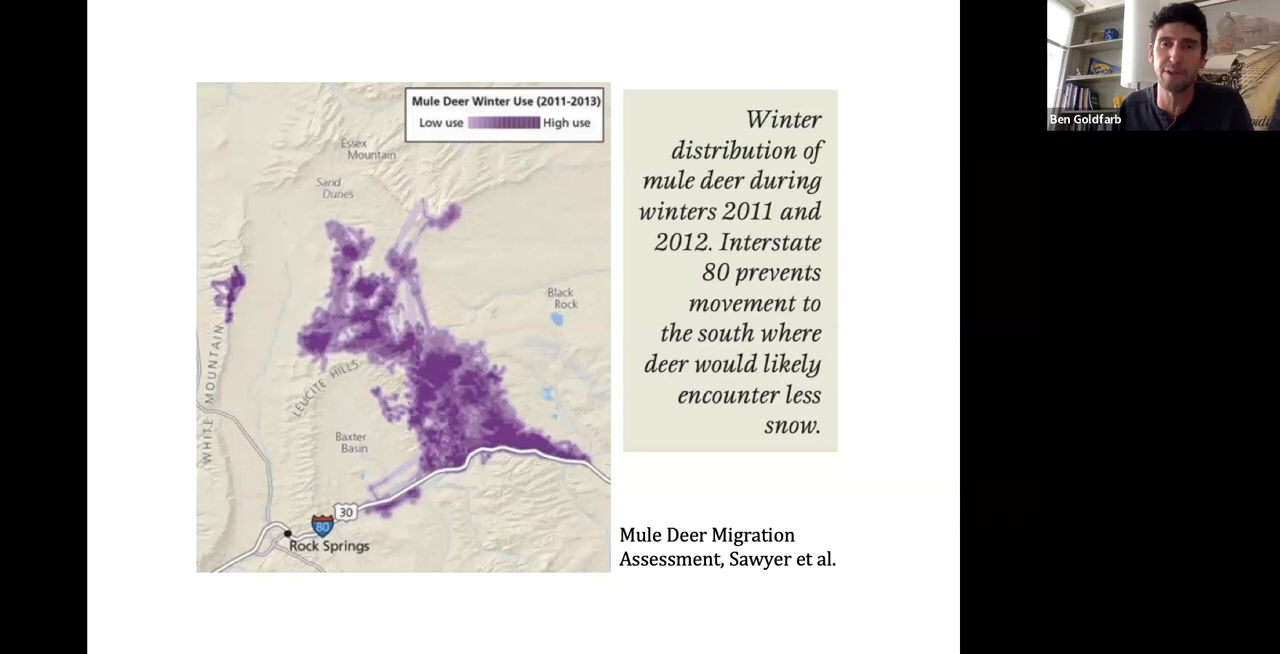 Mule Deer Winter Use (2011-2013)
Low use High use
Essex
Mountain
Sand
Dunes
Black
Rock
WHITE MOUNTAIN
LEUCITE HILLS
Baxter
Basin
30
80
Rock Springs
Winter
distribution of
mule deer during
winters 2011 and
2012. Interstate
80 prevents
movement to
the south where
deer would likely
encounter less
snow.
Mule Deer Migration
Assessment, Sawyer et al.
Ben Goldfarb